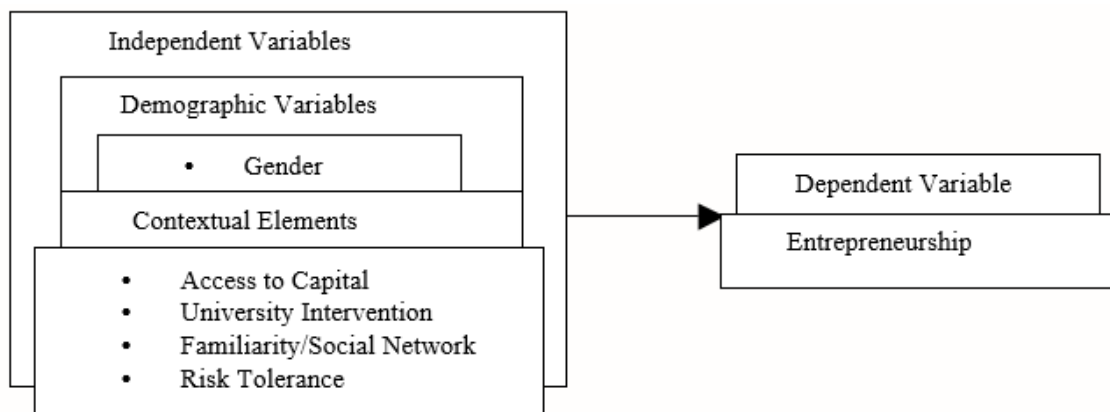 Independent Variables
Demographic Variables
• Gender
Contextual Elements
• Access to Capital
• University Intervention
• Familiarity/Social Network
• Risk Tolerance
Dependent Variable
Entrepreneurship